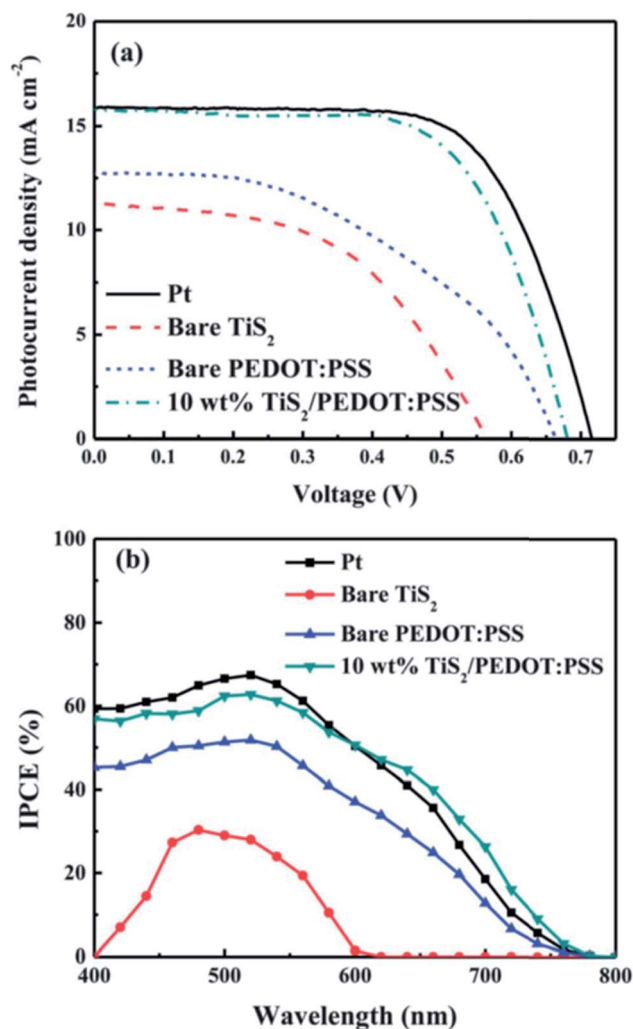 (a)
Photocurrent density (mA cm⁻²)
20
15
10
5
0
Pt
Bare TiS₂
Bare PEDOT:PSS
10 wt% TiS₂/PEDOT:PSS
0.0 0.1 0.2 0.3 0.4 0.5 0.6 0.7
Voltage (V)
(b)
IPCE (%)
100
80
60
40
20
0
Pt
Bare TiS₂
Bare PEDOT:PSS
10 wt% TiS₂/PEDOT:PSS
400 500 600 700 800
Wavelength (nm)